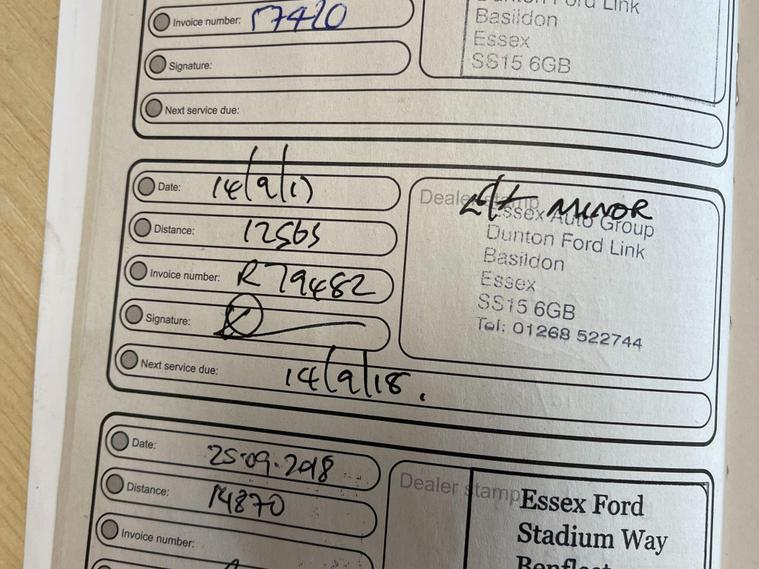 Invoice number: 17420
Signature:
Next service due:
Ford Link
Basildon
Essex
SS15 6GB
Date: 14/9/17
Distance: 12565
Invoice number: R79482
Signature:
Next service due: 14/9/18.
Dealer stamp
MINOR
Essex Auto Group
Dunton Ford Link
Basildon
Essex
SS15 6GB
Tel: 01268 522744
Date: 25-09-2018
Distance: 14870
Invoice number:
Dealer stamp
Essex Ford
Stadium Way
Benfleet